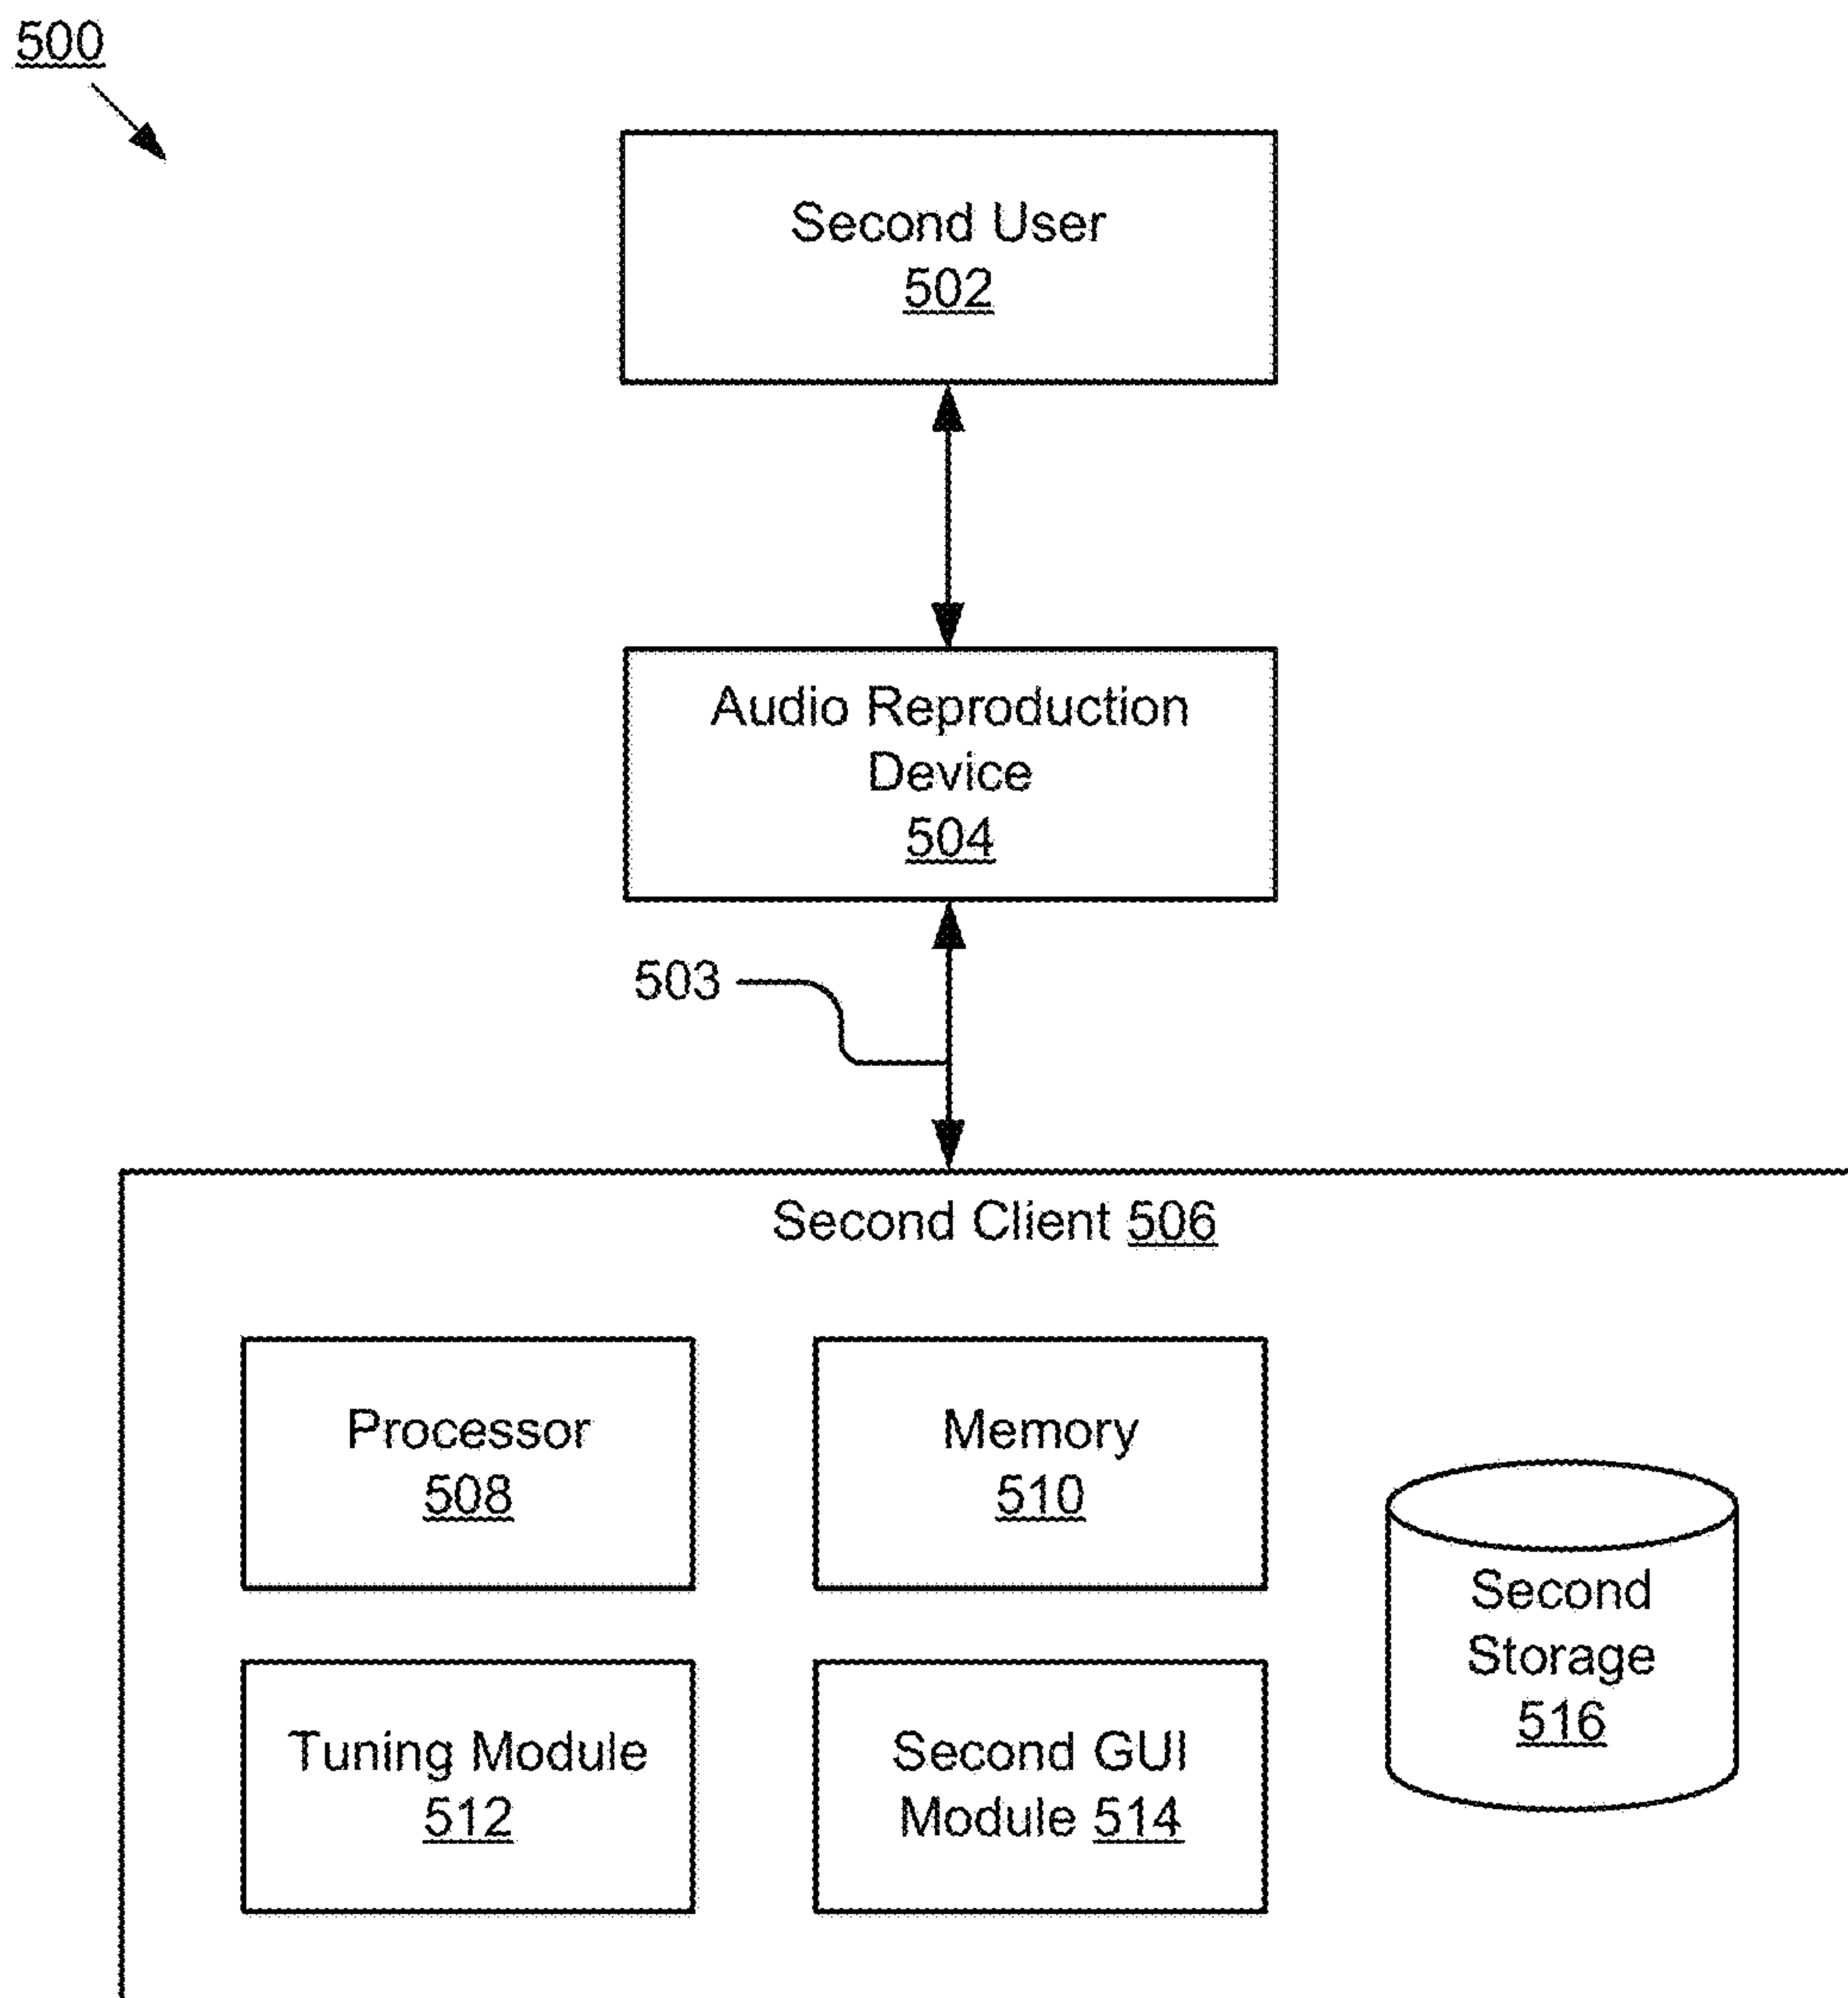 500
Second User
502
Audio Reproduction
Device
504
503
Second Client 506
Processor
508
Memory
510
Second
Storage
516
Tuning Module
512
Second GUI
Module 514